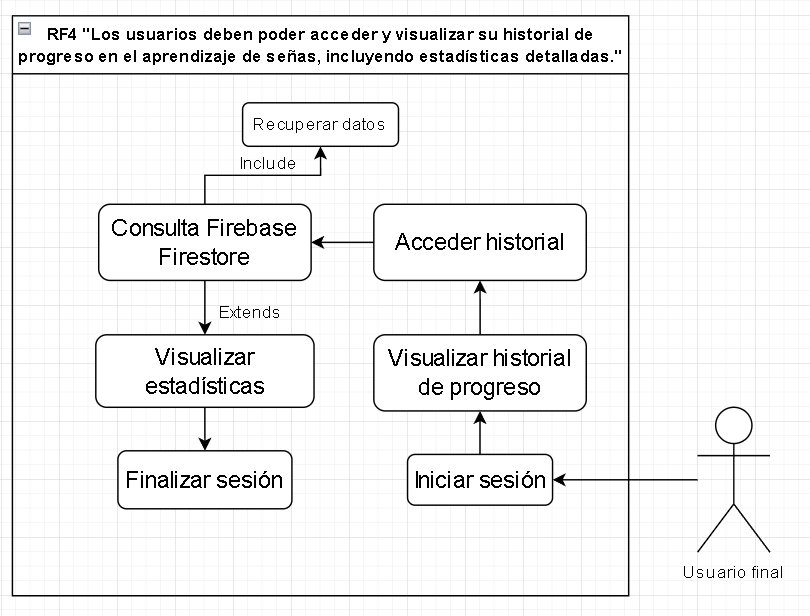 RF4 "Los usuarios deben poder acceder y visualizar su historial de
progreso en el aprendizaje de señas, incluyendo estadísticas detalladas."
Recuperar datos
Include
Consulta Firebase
Firestore
Acceder historial
Extends
Visualizar
estadísticas
Visualizar historial
de progreso
Finalizar sesión
Iniciar sesión
Usuario final